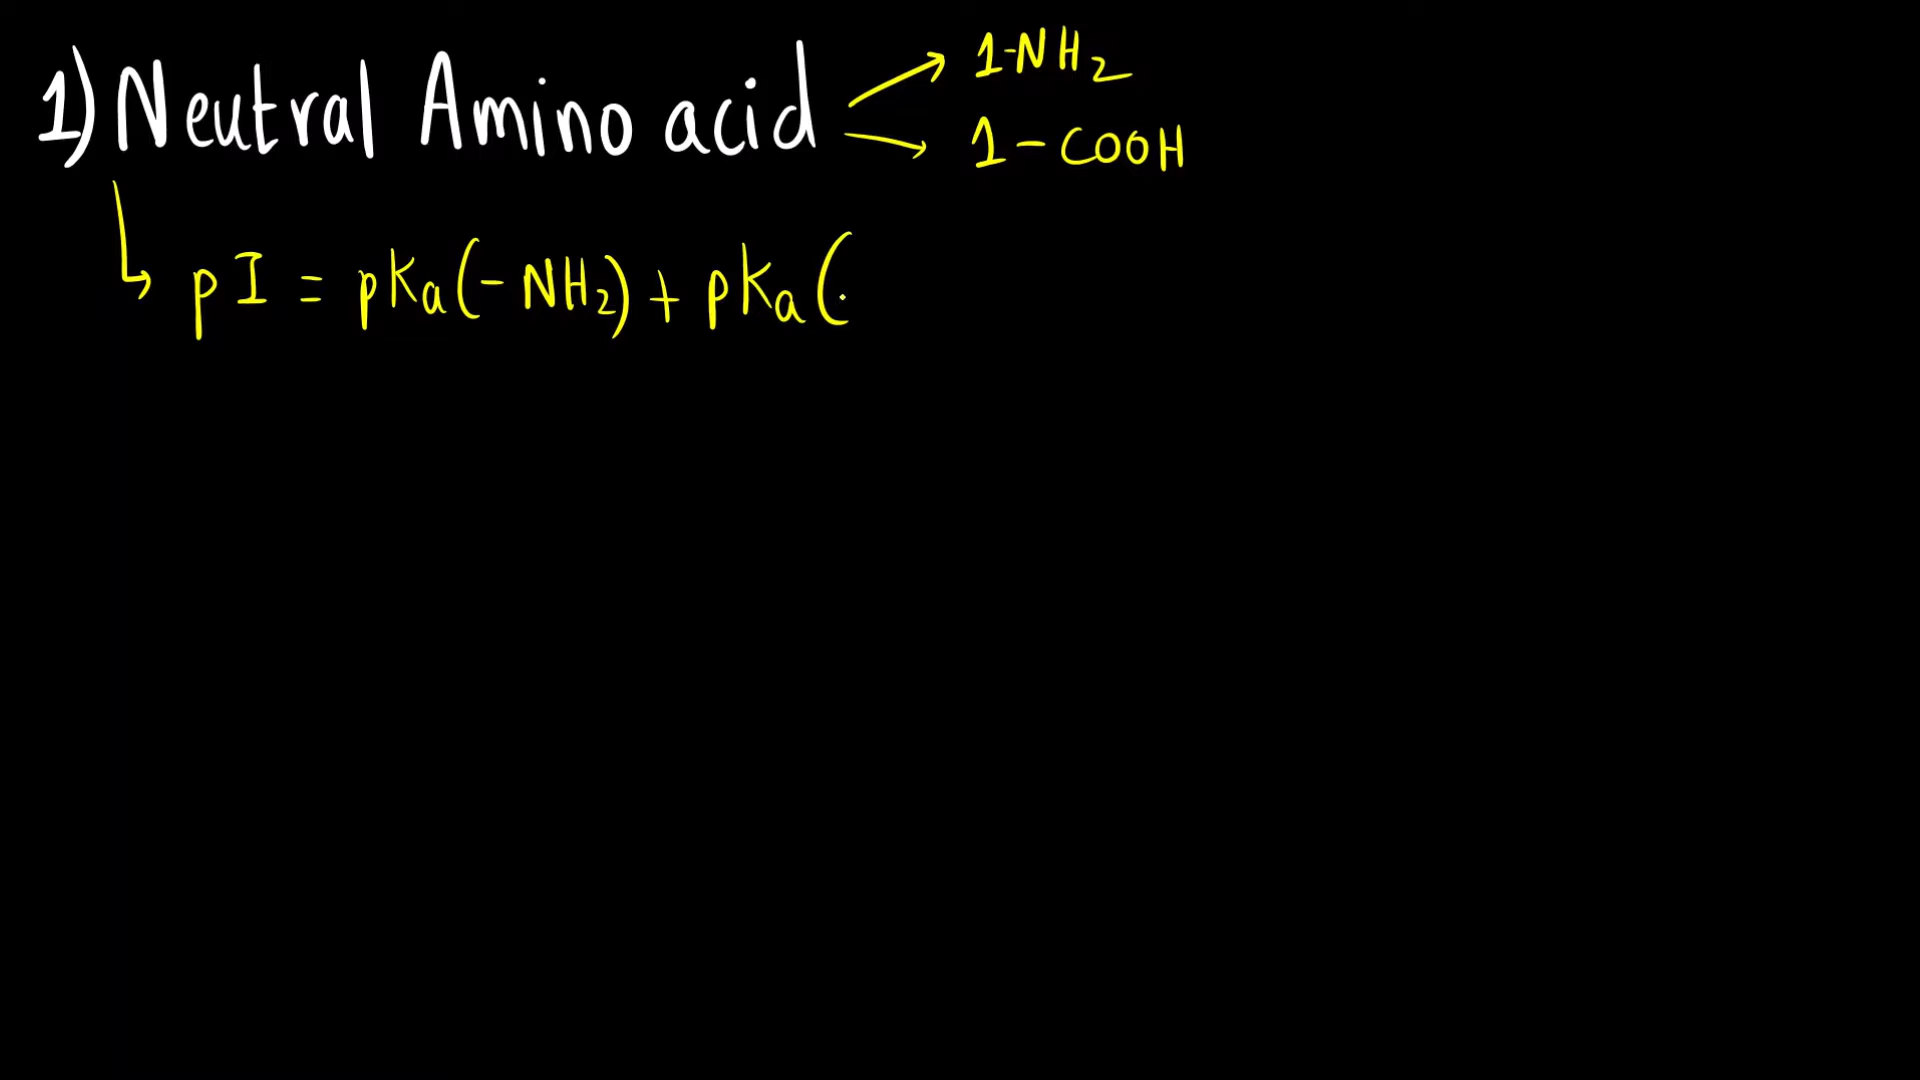 1) Neutral Amino acid
1-NH2
1-COOH
pI = pKa(-NH2) + pKa(